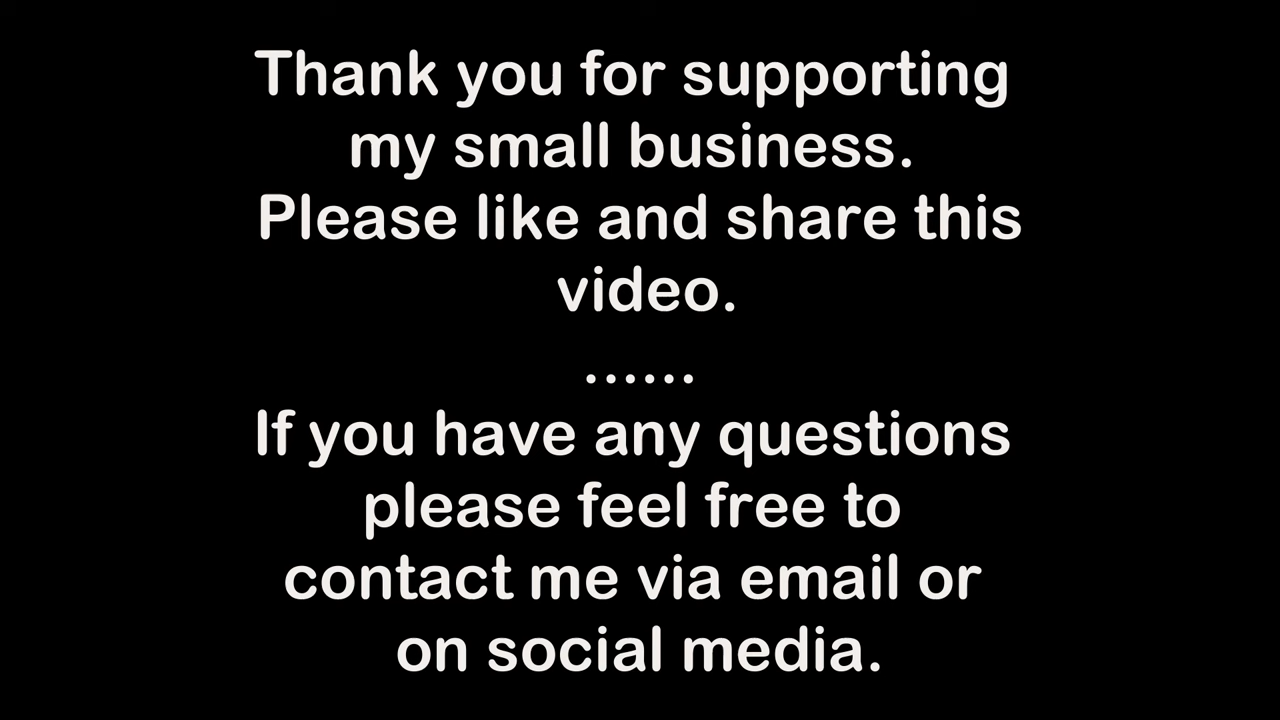 Thank you for supporting
my small business.
Please like and share this
video.
......
If you have any questions
please feel free to
contact me via email or
on social media.